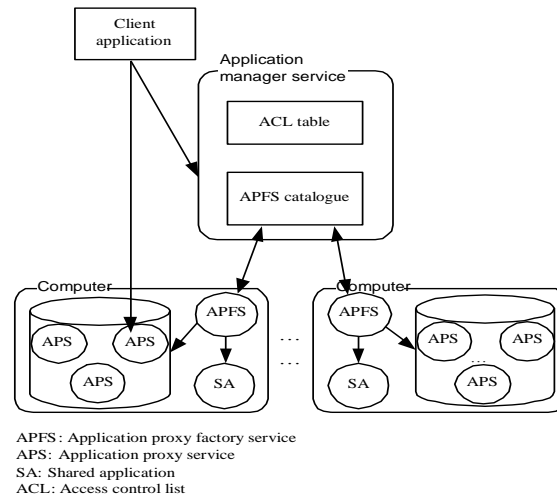 Client
application
Application
manager service
ACL table
APFS catalogue
Computer
APS
APS
APS
APFS
SA
...
...
Computer
APFS
SA
APS
APS
...
APS
APFS: Application proxy factory service
APS: Application proxy service
SA: Shared application
ACL: Access control list